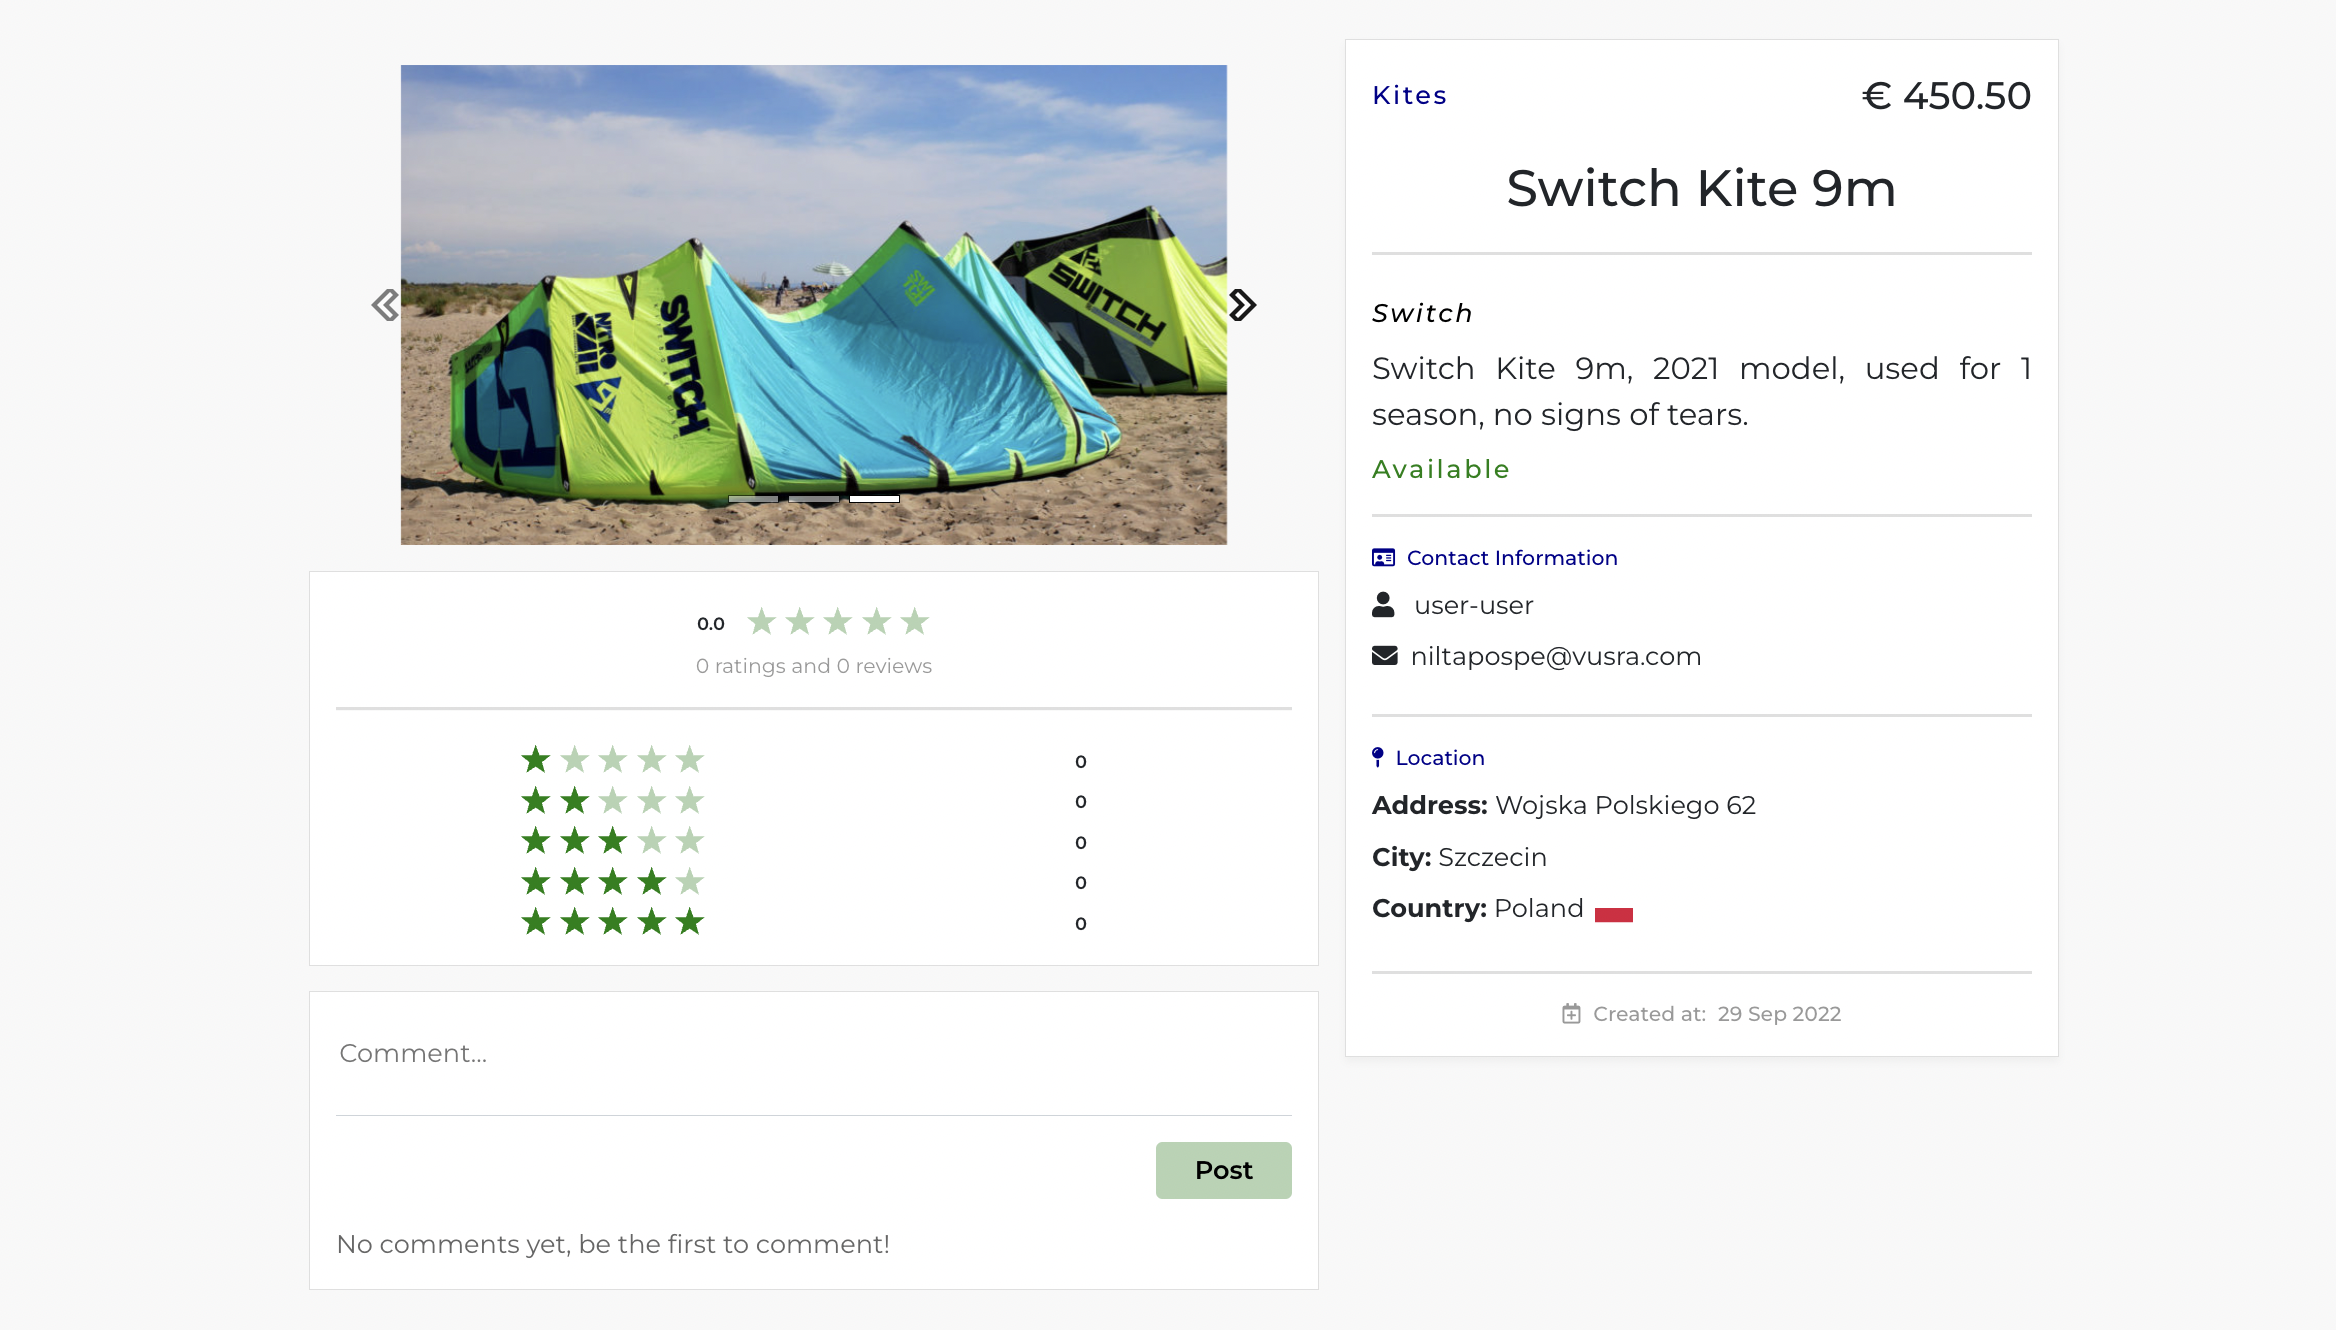 Kites
€ 450.50
Switch Kite 9m
Switch
Switch Kite 9m, 2021 model, used for 1
season, no signs of tears.
Available
Contact Information
user-user
niltapospe@vusra.com
Location
Address: Wojska Polskiego 62
City: Szczecin
Country: Poland
Created at: 29 Sep 2022
NITRO
SWITCH
SWITCH
0.0
0 ratings and 0 reviews
0
0
0
0
0
Comment...
Post
No comments yet, be the first to comment!